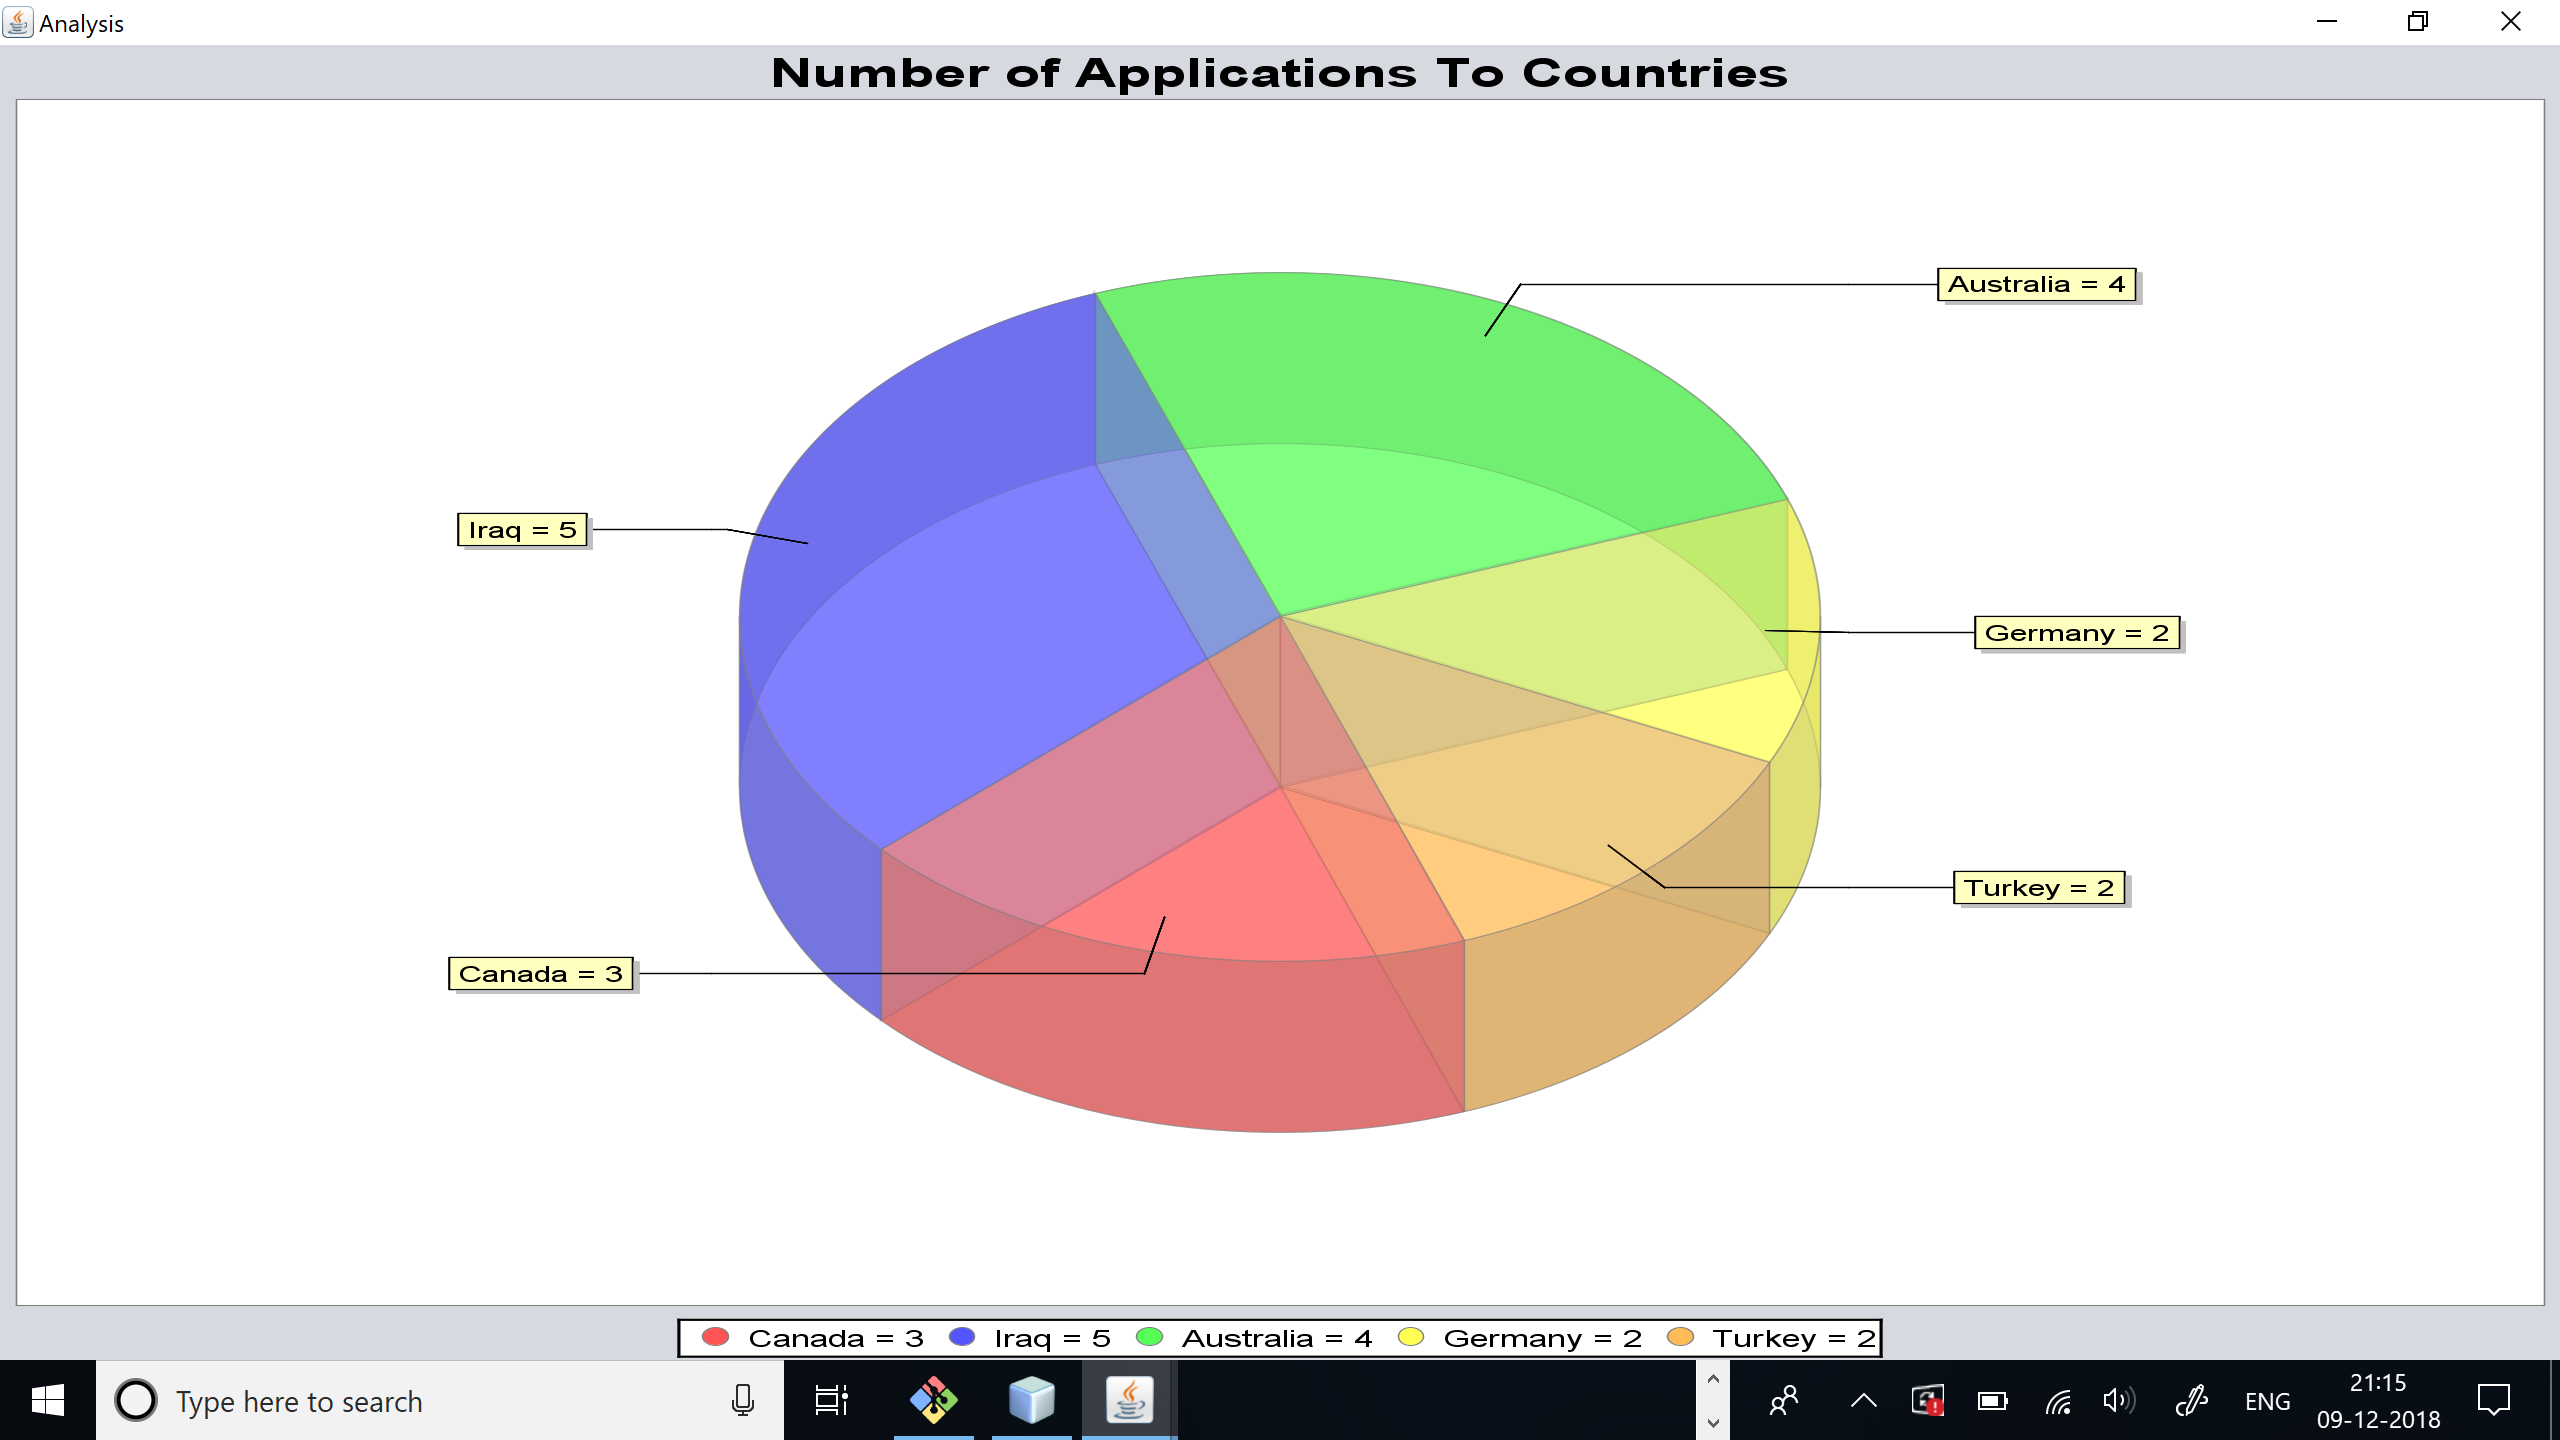 Analysis
Number of Applications To Countries
Australia = 4
Iraq = 5
Germany = 2
Turkey = 2
Canada = 3
Canada = 3 Iraq = 5 Australia = 4 Germany = 2 Turkey = 2
Type here to search
ENG
21:15
09-12-2018